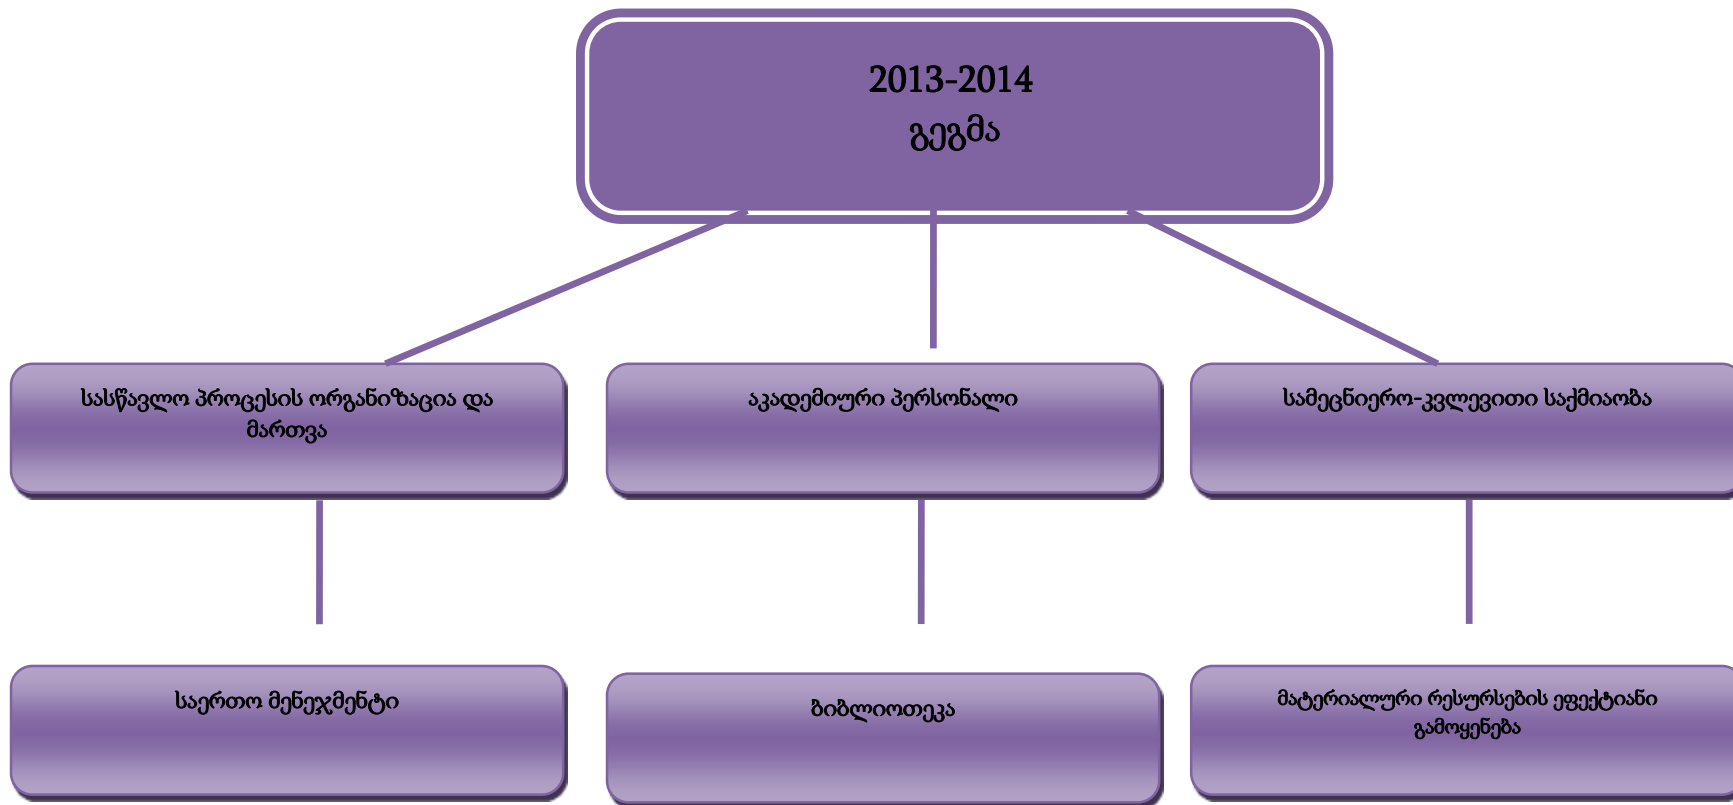 2013-2014
გეგმა
სასწავლო პროცესის ორგანიზაცია და
მართვა
აკადემიური პერსონალი
სამეცნიერო-კვლევითი საქმიაობა
საერთო მენეჯმენტი
ბიბლიოთეკა
მატერიალური რესურსების ეფექტიანი
გამოყენება